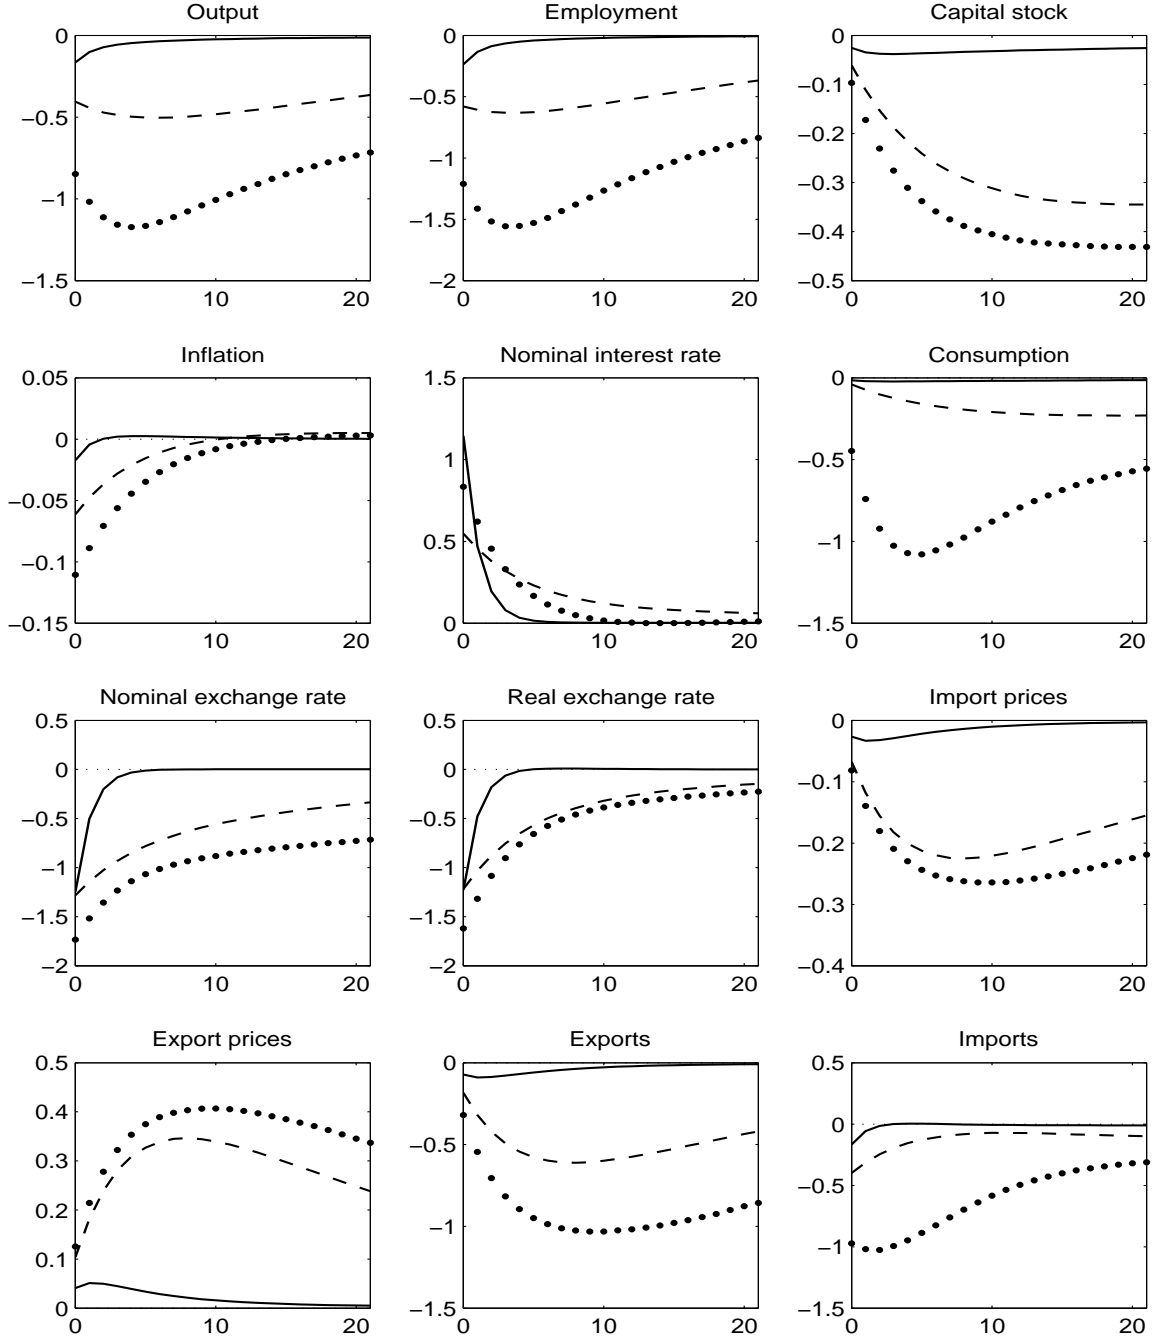 Output
Employment
Capital stock
0
−0.5
−1
−1.5
0 10 20
0
−0.5
−1
−1.5
−2
0 10 20
0
−0.1
−0.2
−0.3
−0.4
−0.5
0 10 20
Inflation
Nominal interest rate
Consumption
0.05
0
−0.05
−0.1
−0.15
0 10 20
1.5
1
0.5
0
0 10 20
0
−0.5
−1
−1.5
0 10 20
Nominal exchange rate
Real exchange rate
Import prices
0.5
0
−0.5
−1
−1.5
−2
0 10 20
0.5
0
−0.5
−1
−1.5
−2
0 10 20
0
−0.1
−0.2
−0.3
−0.4
0 10 20
Export prices
Exports
Imports
0.5
0.4
0.3
0.2
0.1
0
0 10 20
0
−0.5
−1
−1.5
0 10 20
0.5
0
−0.5
−1
−1.5
0 10 20